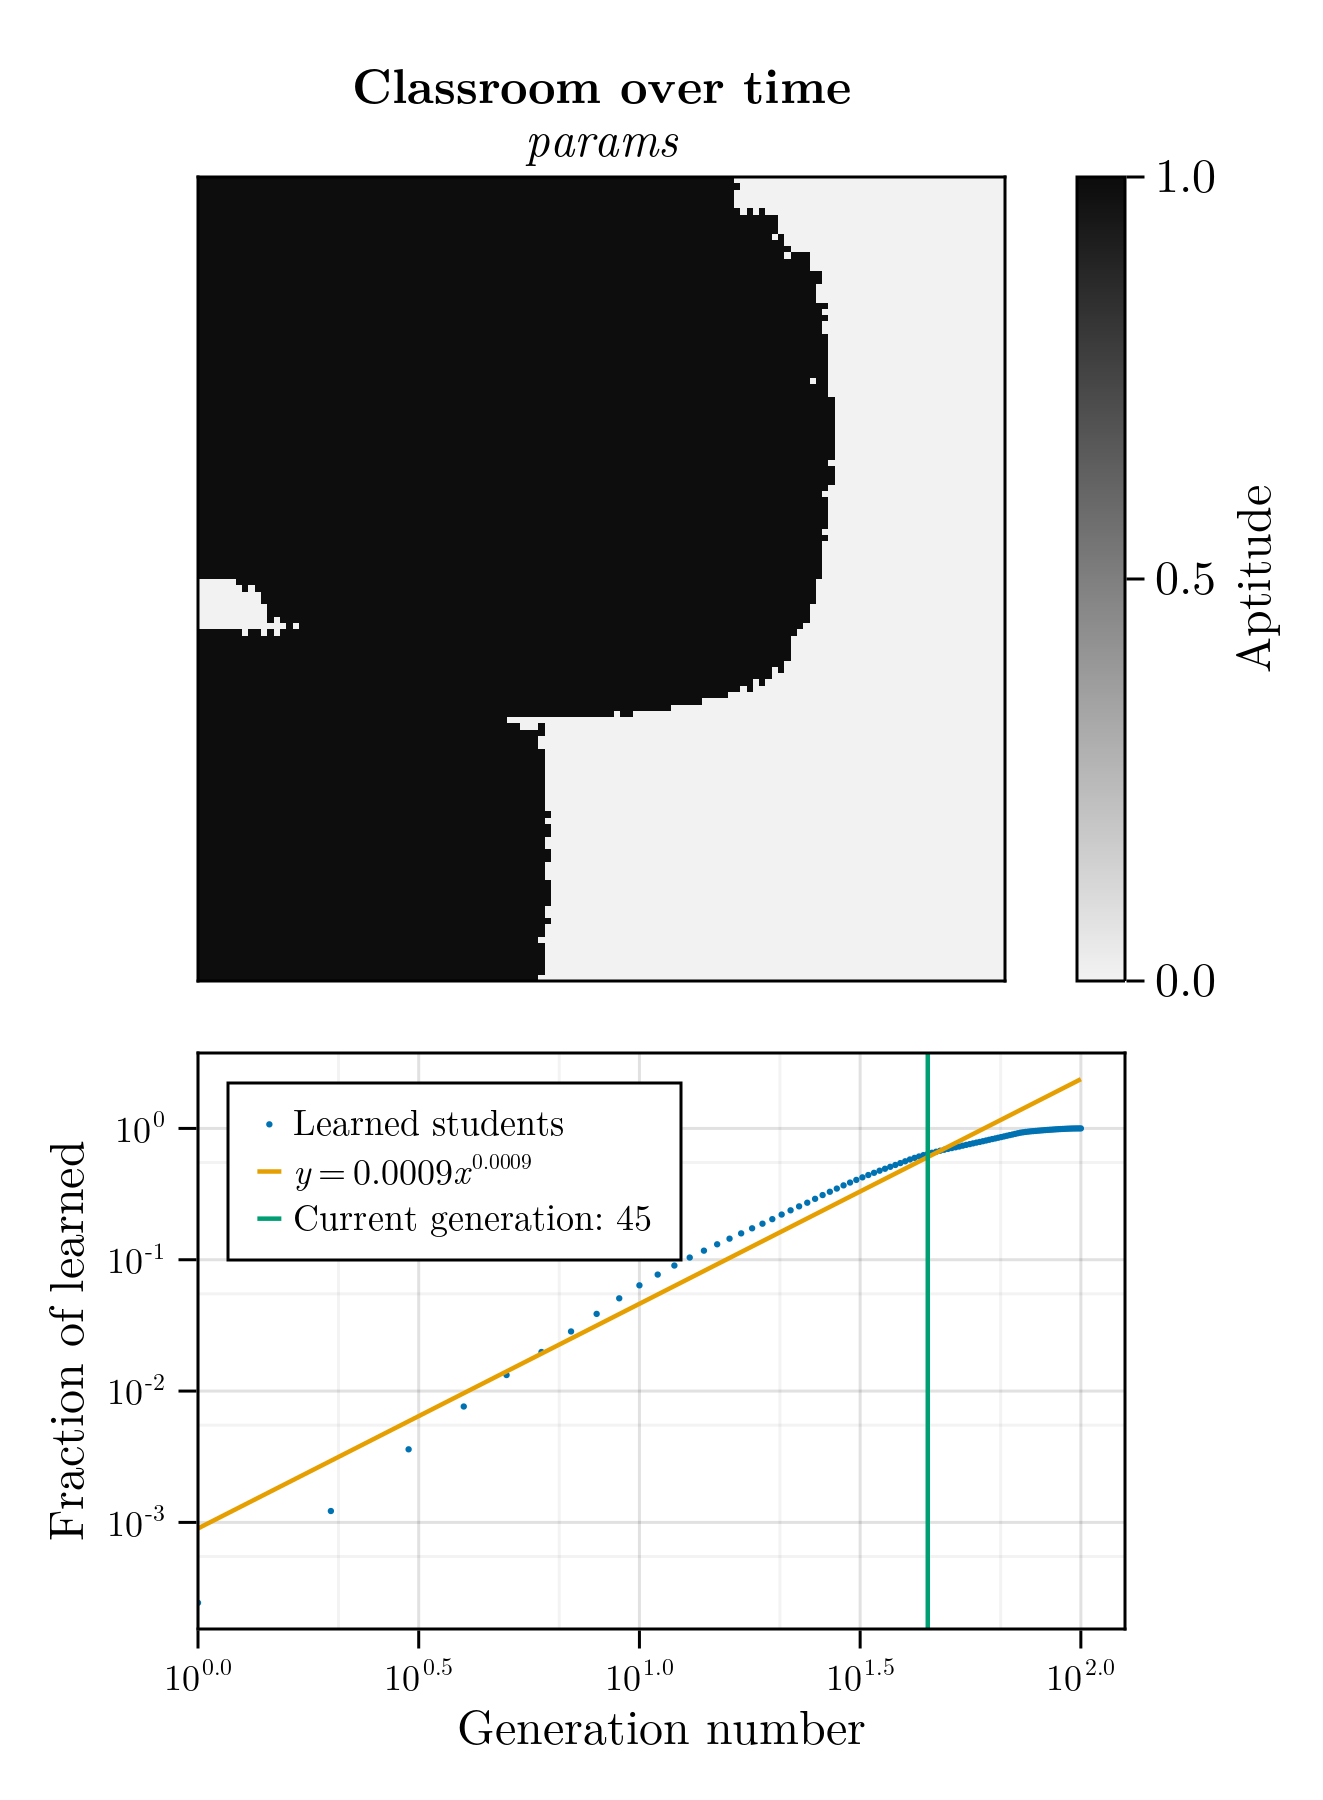 Classroom over time
params
1.0
0.5
0.0
Aptitude
Fraction of learned
10^0
10^-1
10^-2
10^-3
Learned students
y = 0.0009x^0.0009
Current generation: 45
10^0.0 10^0.5 10^1.0 10^1.5 10^2.0
Generation number